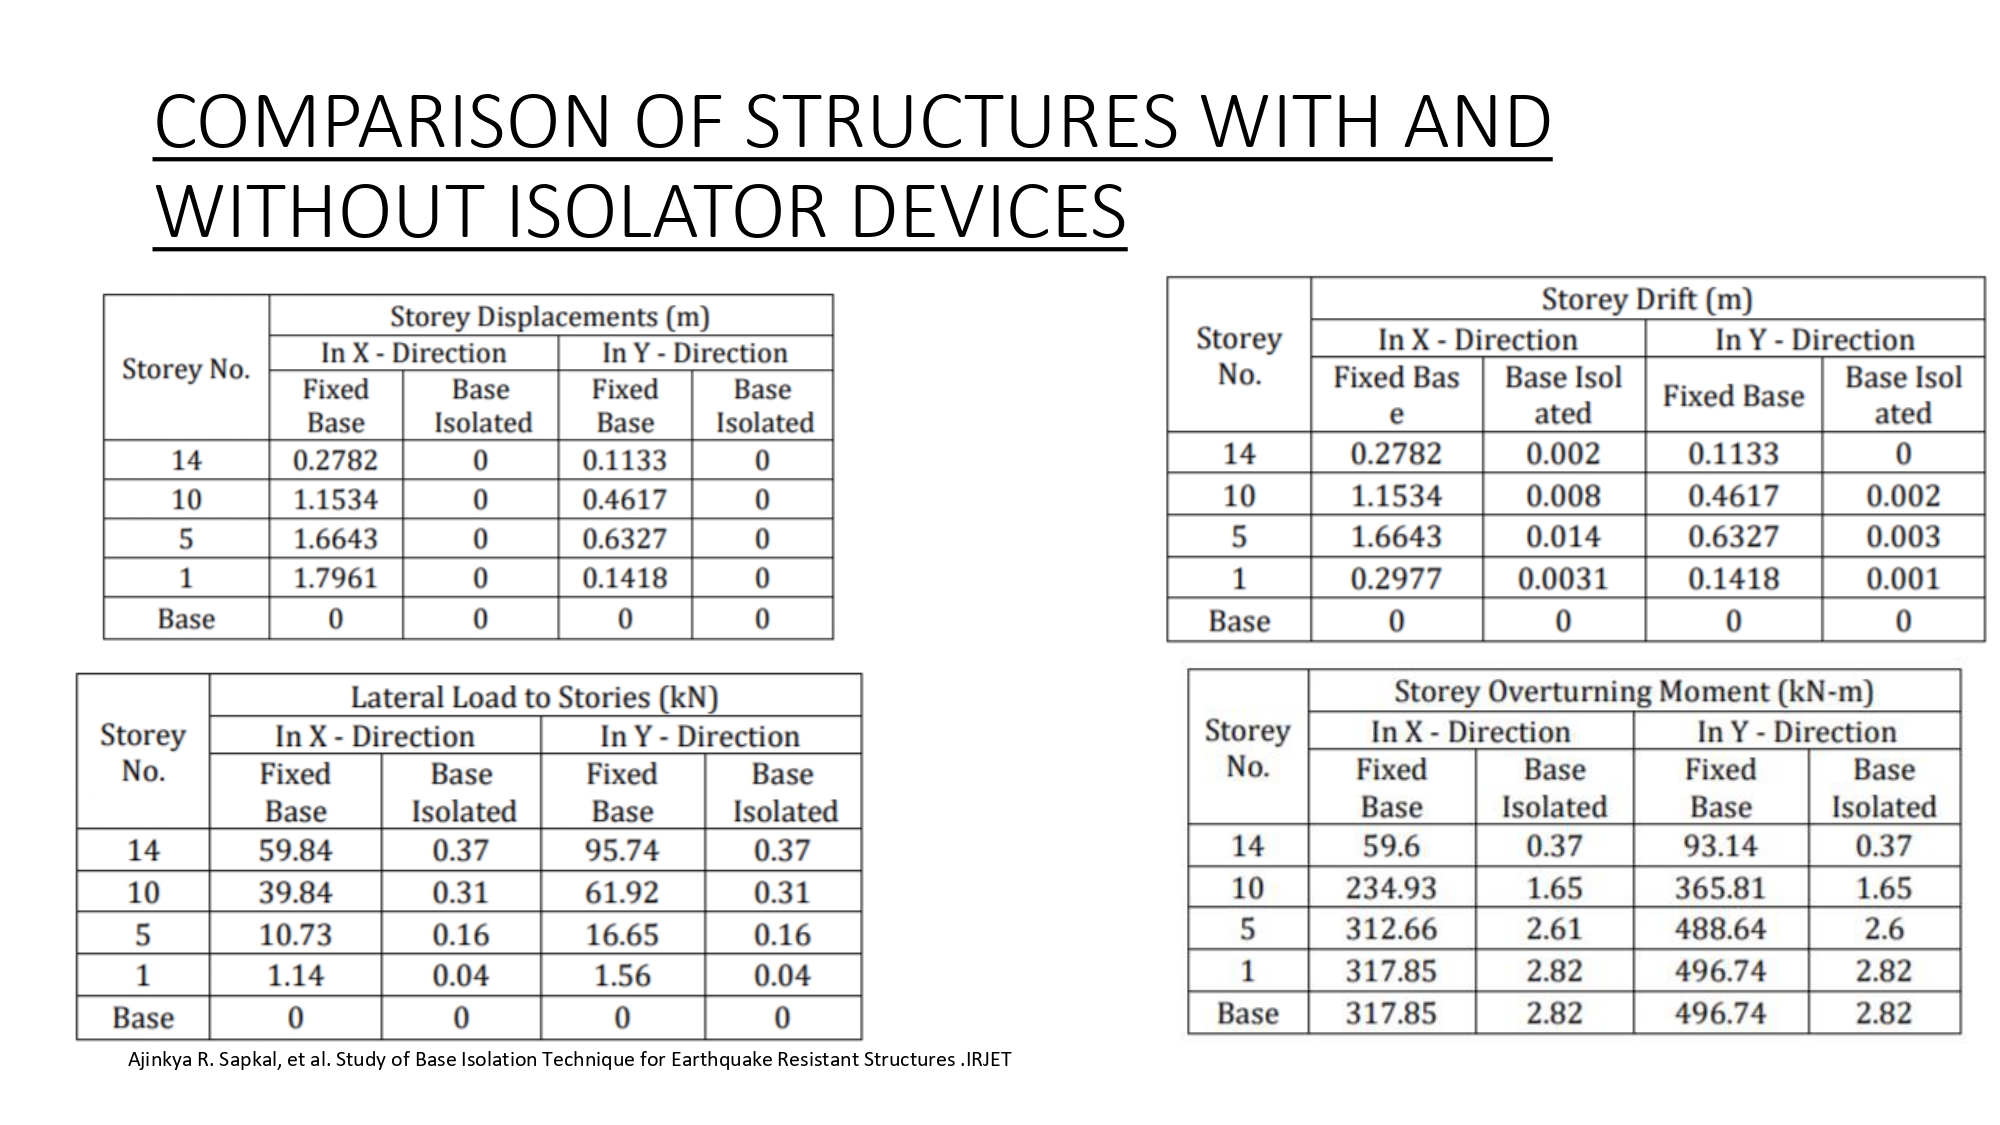 COMPARISON OF STRUCTURES WITH AND
WITHOUT ISOLATOR DEVICES
Storey No. Storey Displacements (m)
In X - Direction In Y - Direction
Fixed Base Base Isolated Fixed Base Base Isolated
14 0.2782 0 0.1133 0
10 1.1534 0 0.4617 0
5 1.6643 0 0.6327 0
1 1.7961 0 0.1418 0
Base 0 0 0 0
Storey No. Storey Drift (m)
In X - Direction In Y - Direction
Fixed Bas e Base Isol ated Fixed Base Base Isol ated
14 0.2782 0.002 0.1133 0
10 1.1534 0.008 0.4617 0.002
5 1.6643 0.014 0.6327 0.003
1 0.2977 0.0031 0.1418 0.001
Base 0 0 0 0
Storey No. Lateral Load to Stories (kN)
In X - Direction In Y - Direction
Fixed Base Base Isolated Fixed Base Base Isolated
14 59.84 0.37 95.74 0.37
10 39.84 0.31 61.92 0.31
5 10.73 0.16 16.65 0.16
1 1.14 0.04 1.56 0.04
Base 0 0 0 0
Storey No. Storey Overturning Moment (kN-m)
In X - Direction In Y - Direction
Fixed Base Base Isolated Fixed Base Base Isolated
14 59.6 0.37 93.14 0.37
10 234.93 1.65 365.81 1.65
5 312.66 2.61 488.64 2.6
1 317.85 2.82 496.74 2.82
Base 317.85 2.82 496.74 2.82
Ajinkya R. Sapkal, et al. Study of Base Isolation Technique for Earthquake Resistant Structures .IRJET